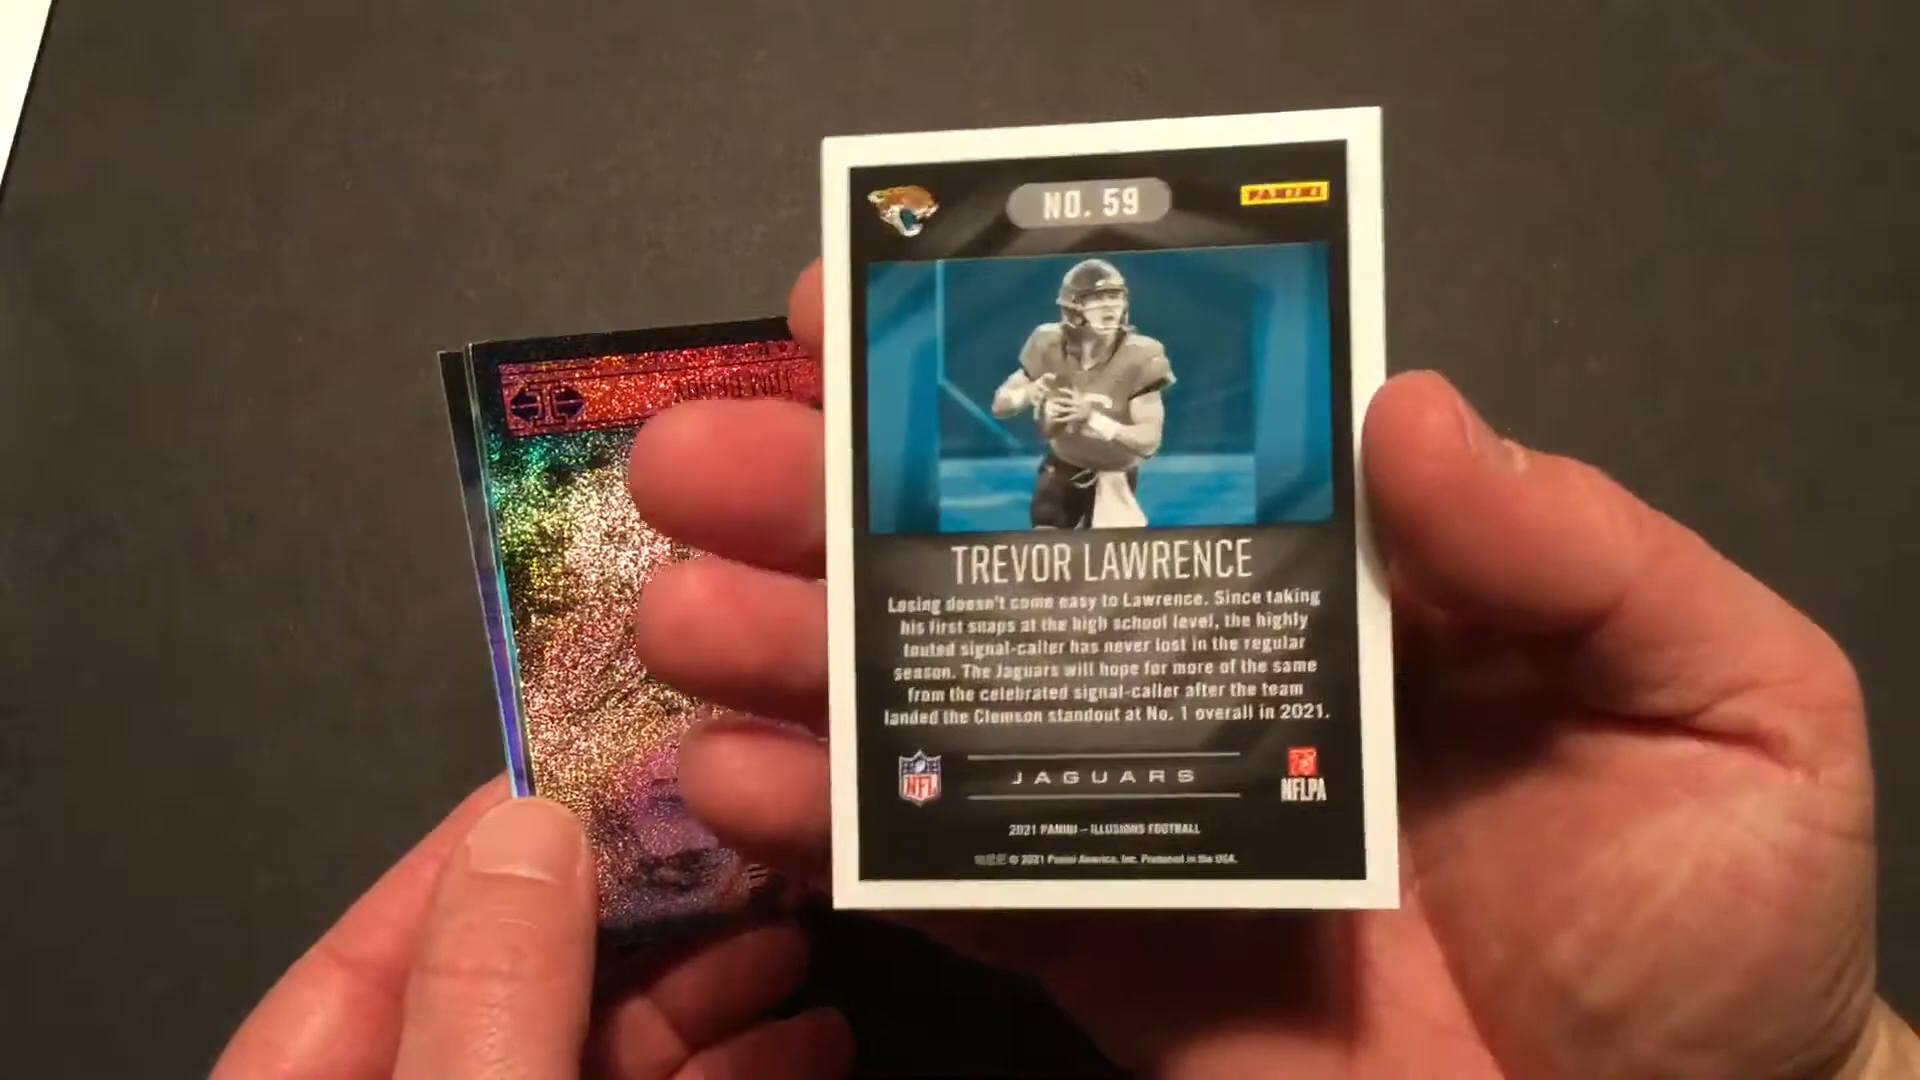 NO. 59
PANINI
TOM BRADY
TREVOR LAWRENCE
Losing doesn't come easy to Lawrence. Since taking
his first snaps at the high school level, the highly
touted signal-caller has never lost in the regular
season. The Jaguars will hope for more of the same
from the celebrated signal-caller after the team
landed the Clemson standout at No. 1 overall in 2021.
NFL
JAGUARS
NFLPA
2021 PANINI – ILLUSIONS FOOTBALL
© 2021 Panini America, Inc. Produced in the USA.